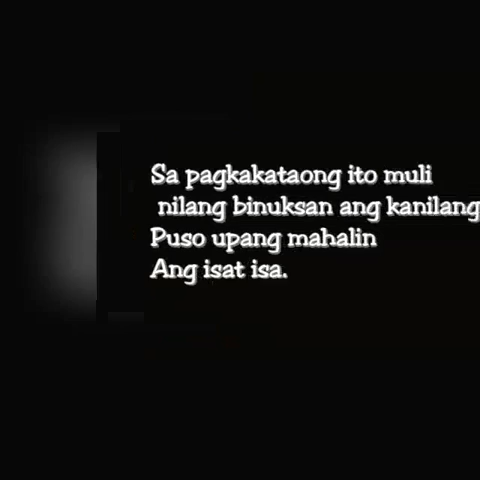 Sa pagkakataong ito muli
nilang binuksan ang kanilang
Puso upang mahalin
Ang isat isa.